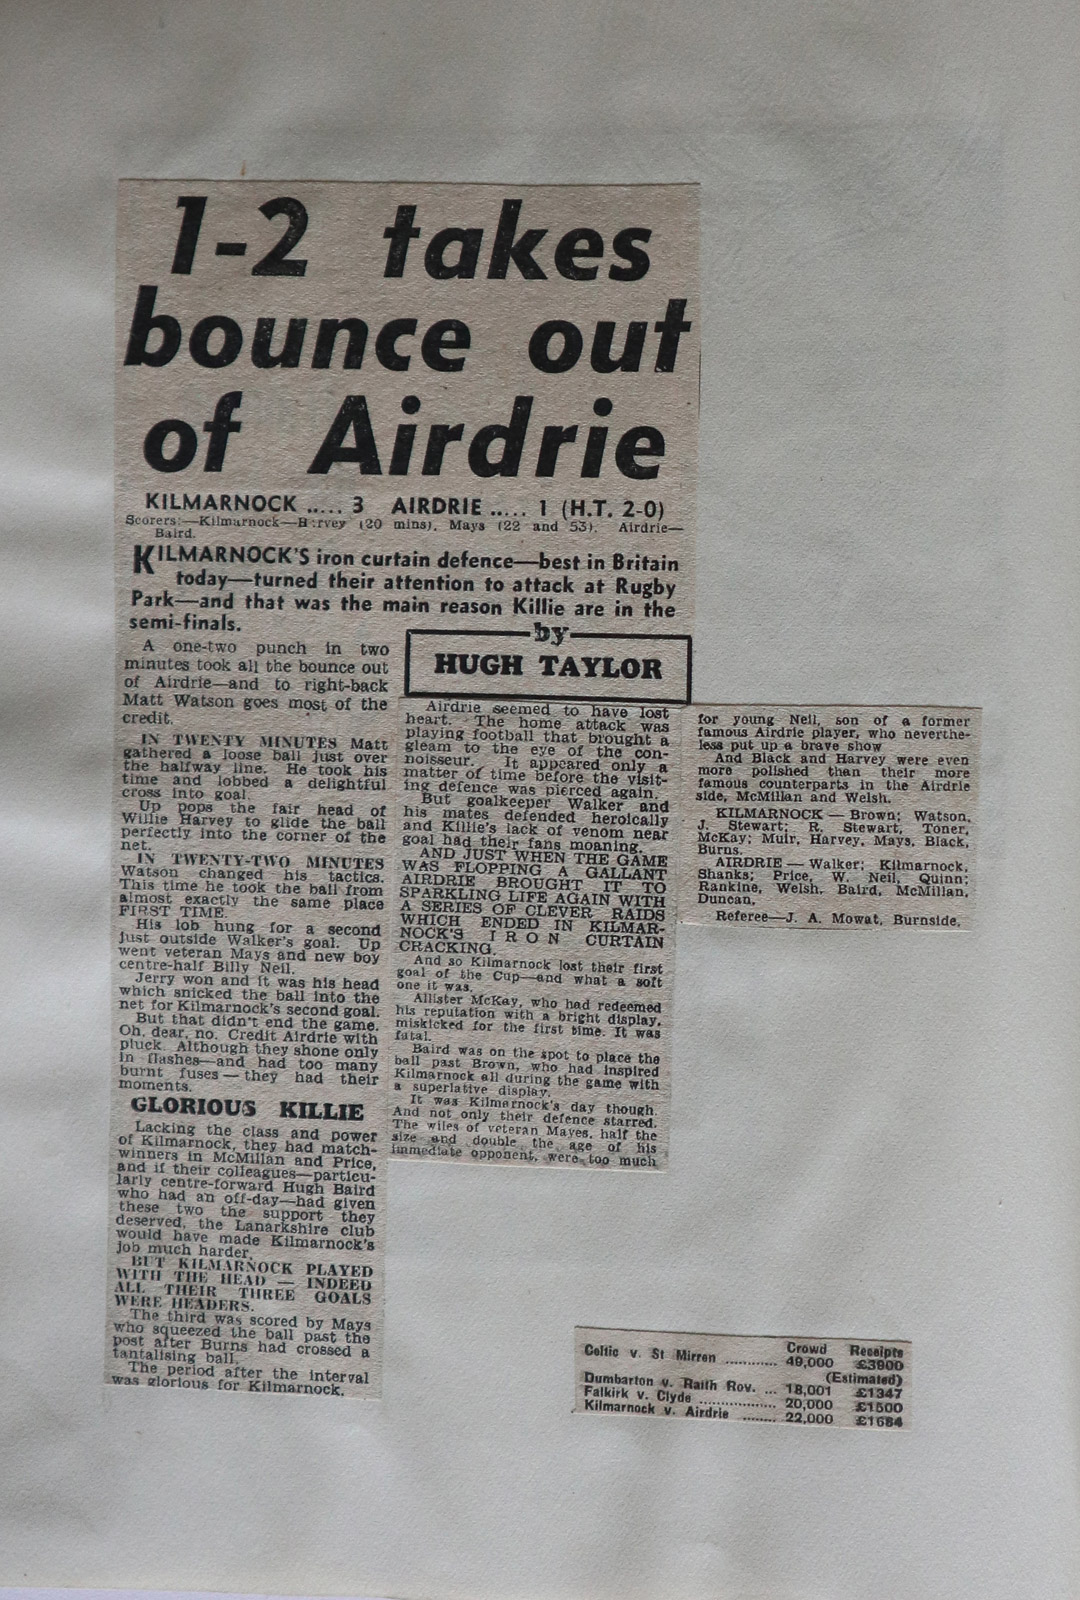 1-2 takes
bounce out
of Airdrie
KILMARNOCK ..... 3 AIRDRIE ..... 1 (H.T. 2-0)
Scorers:—Kilmarnock—Harvey (20 mins), Mays (22 and 53). Airdrie—
Baird.
KILMARNOCK'S iron curtain defence—best in Britain
today—turned their attention to attack at Rugby
Park—and that was the main reason Killie are in the
semi-finals.
by
HUGH TAYLOR
A one-two punch in two
minutes took all the bounce out
of Airdrie—and to right-back
Matt Watson goes most of the
credit.
IN TWENTY MINUTES Matt
gathered a loose ball just over
the halfway line. He took his
time and lobbed a delightful
cross into goal.
Up pops the fair head of
Willie Harvey to glide the ball
perfectly into the corner of the
net.
IN TWENTY-TWO MINUTES
Watson changed his tactics.
This time he took the ball from
almost exactly the same place
FIRST TIME.
His lob hung for a second
just outside Walker's goal. Up
went veteran Mays and new boy
centre-half Billy Neil.
Jerry won and it was his head
which snicked the ball into the
net for Kilmarnock's second goal.
But that didn't end the game.
Oh, dear, no. Credit Airdrie with
pluck. Although they shone only
in flashes—and had too many
burnt fuses—they had their
moments.
GLORIOUS KILLIE
Lacking the class and power
of Kilmarnock, they had match-
winners in McMillan and Price,
and if their colleagues—particu-
larly centre-forward Hugh Baird
who had an off-day—had given
these two the support they
deserved, the Lanarkshire club
would have made Kilmarnock's
job much harder.
BUT KILMARNOCK PLAYED
WITH THE HEAD — INDEED
ALL THEIR THREE GOALS
WERE HEADERS.
The third was scored by Mays
who squeezed the ball past the
post after Burns had crossed a
tantalising ball.
The period after the interval
was glorious for Kilmarnock.
Airdrie seemed to have lost
heart. The home attack was
playing football that brought a
gleam to the eye of the con-
noisseur. It appeared only a
matter of time before the visit-
ing defence was pierced again.
But goalkeeper Walker and
his mates defended heroically
and Killie's lack of venom near
goal had their fans moaning.
AND JUST WHEN THE GAME
WAS FLOPPING A GALLANT
AIRDRIE BROUGHT IT TO
SPARKLING LIFE AGAIN WITH
A SERIES OF CLEVER RAIDS
WHICH ENDED IN KILMAR-
NOCK'S IRON CURTAIN
CRACKING.
And so Kilmarnock lost their first
goal of the Cup—and what a soft
one it was.
Allister McKay, who had redeemed
his reputation with a bright display,
miskicked for the first time. It was
fatal.
Baird was on the spot to place the
ball past Brown, who had inspired
Kilmarnock all during the game with
a superlative display.
It was Kilmarnock's day though.
And not only their defence starred.
The wiles of veteran Mayes, half the
size and double the age of his
immediate opponent, were too much
for young Neil, son of a former
famous Airdrie player, who neverthe-
less put up a brave show.
And Black and Harvey were even
more polished than their more
famous counterparts in the Airdrie
side, McMillan and Welsh.
KILMARNOCK — Brown; Watson,
J. Stewart; R. Stewart, Toner,
McKay; Muir, Harvey, Mays, Black,
Burns.
AIRDRIE — Walker; Kilmarnock,
Shanks; Price, W. Neil, Quinn;
Rankine, Welsh, Baird, McMillan,
Duncan.
Referee—J. A. Mowat, Burnside.
Crowd Receipts
Celtic v. St Mirren ............ 49,000 £3900
(Estimated)
Dumbarton v. Raith Rov. ... 18,001 £1347
Falkirk v. Clyde .................. 20,000 £1500
Kilmarnock v. Airdrie ........ 22,000 £1684